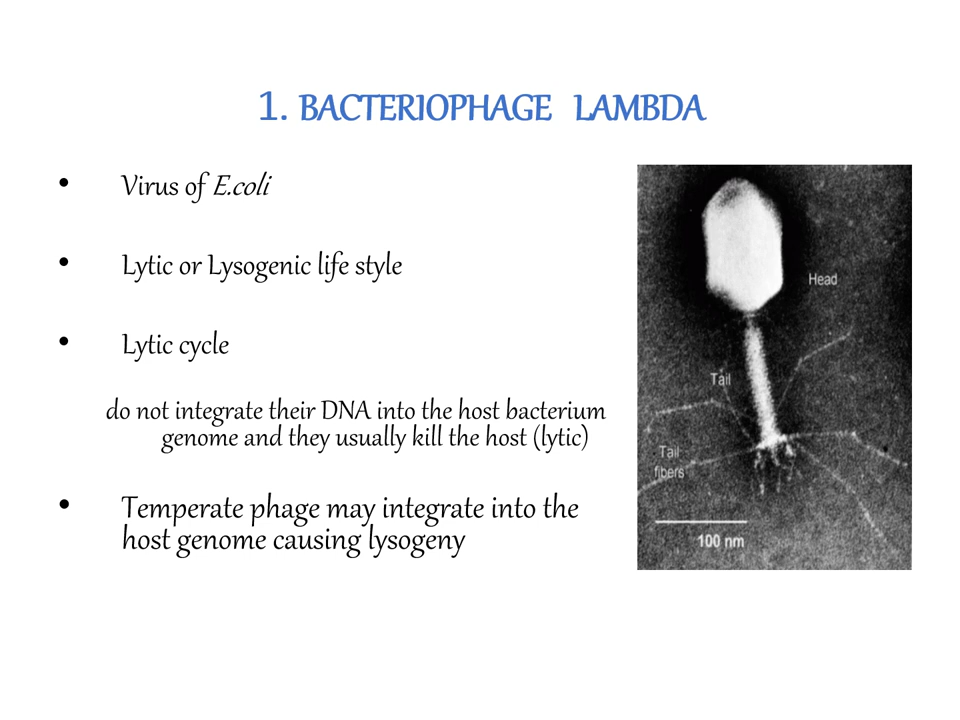 1. BACTERIOPHAGE LAMBDA
• Virus of E.coli
• Lytic or Lysogenic life style
• Lytic cycle
do not integrate their DNA into the host bacterium
genome and they usually kill the host (lytic)
• Temperate phage may integrate into the
host genome causing lysogeny
Head
Tail
Tail
fibers
100 nm